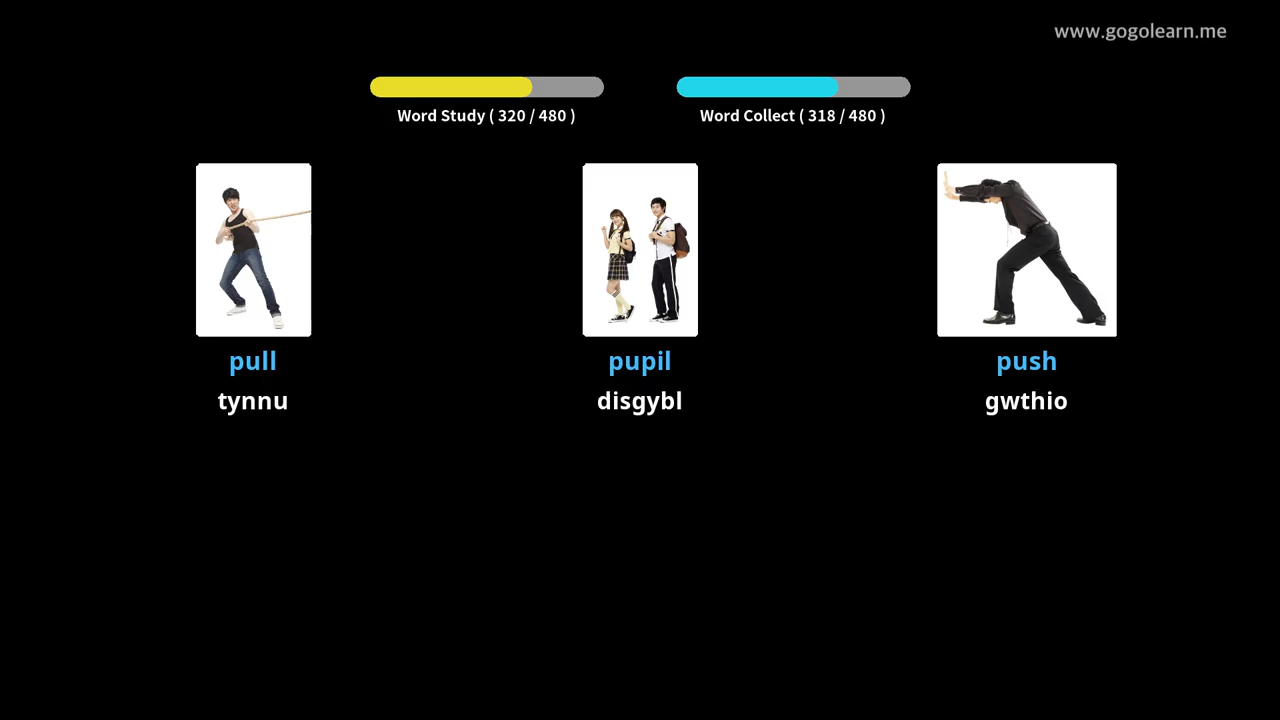 www.gogolearn.me
Word Study ( 320 / 480 )
Word Collect ( 318 / 480 )
pull
tynnu
pupil
disgybl
push
gwthio